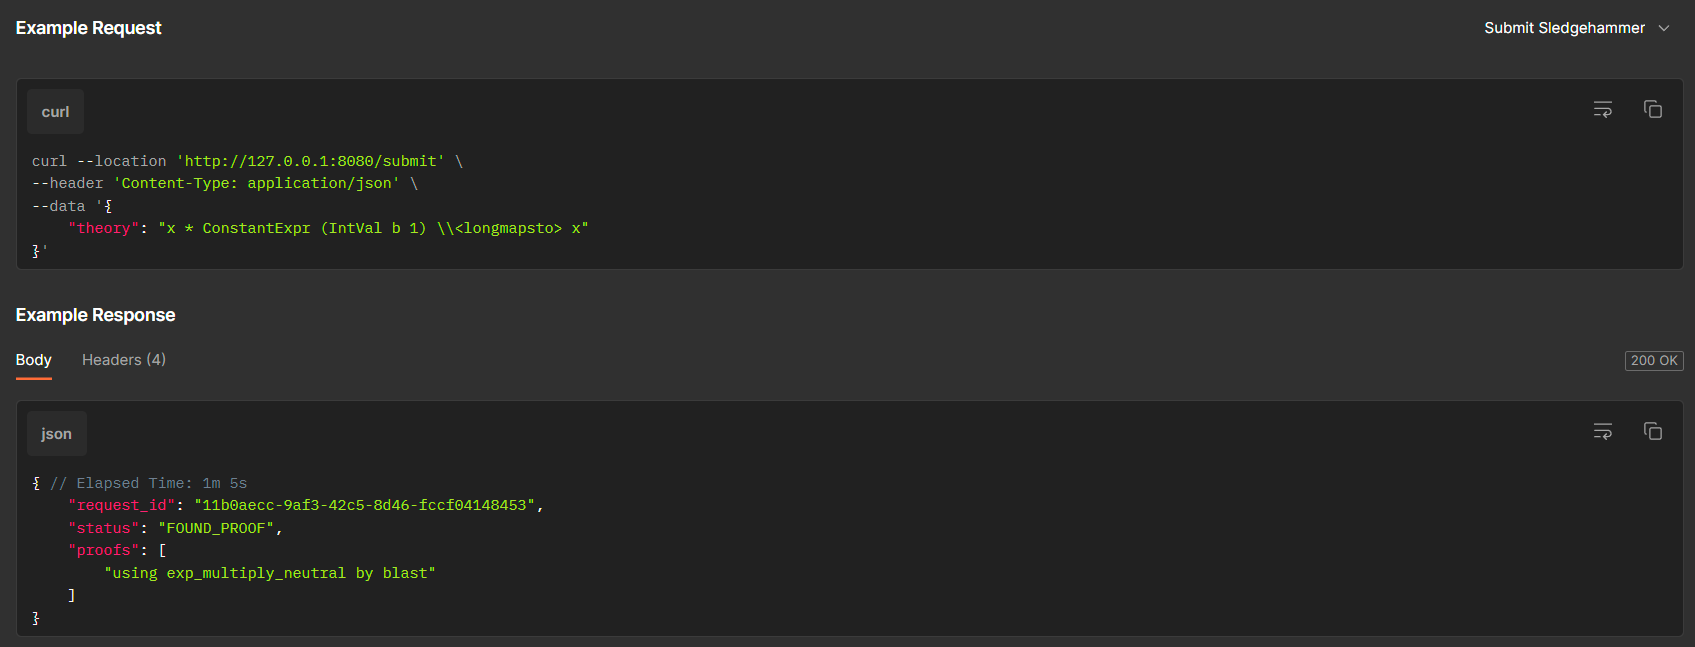 Example Request
Submit Sledgehammer
curl
curl --location 'http://127.0.0.1:8080/submit' \
--header 'Content-Type: application/json' \
--data '{
    "theory": "x * ConstantExpr (IntVal b 1) \\<longmapsto> x"
}'
Example Response
Body Headers (4)
200 OK
json
{ // Elapsed Time: 1m 5s
    "request_id": "11b0aecc-9af3-42c5-8d46-fccf04148453",
    "status": "FOUND_PROOF",
    "proofs": [
        "using exp_multiply_neutral by blast"
    ]
}